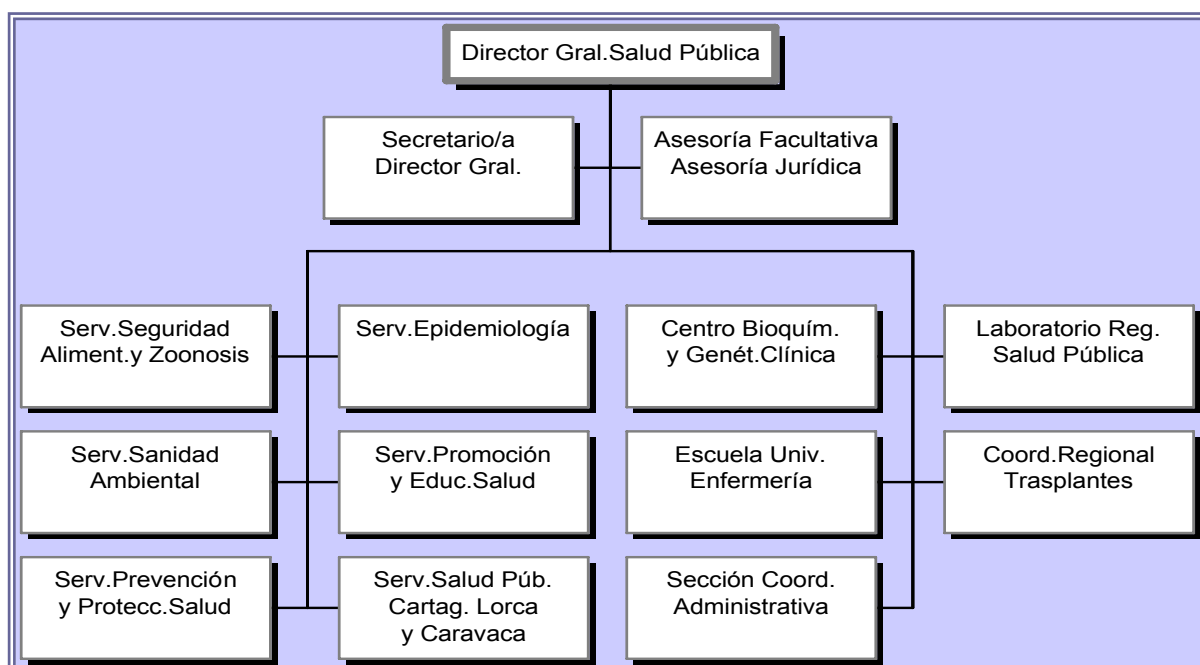 Director Gral.Salud Pública
Secretario/a
Director Gral.
Asesoría Facultativa
Asesoría Jurídica
Serv.Seguridad
Aliment.y Zoonosis
Serv.Epidemiología
Centro Bioquím.
y Genét.Clínica
Laboratorio Reg.
Salud Pública
Serv.Sanidad
Ambiental
Serv.Promoción
y Educ.Salud
Escuela Univ.
Enfermería
Coord.Regional
Trasplantes
Serv.Prevención
y Protecc.Salud
Serv.Salud Púb.
Cartag. Lorca
y Caravaca
Sección Coord.
Administrativa